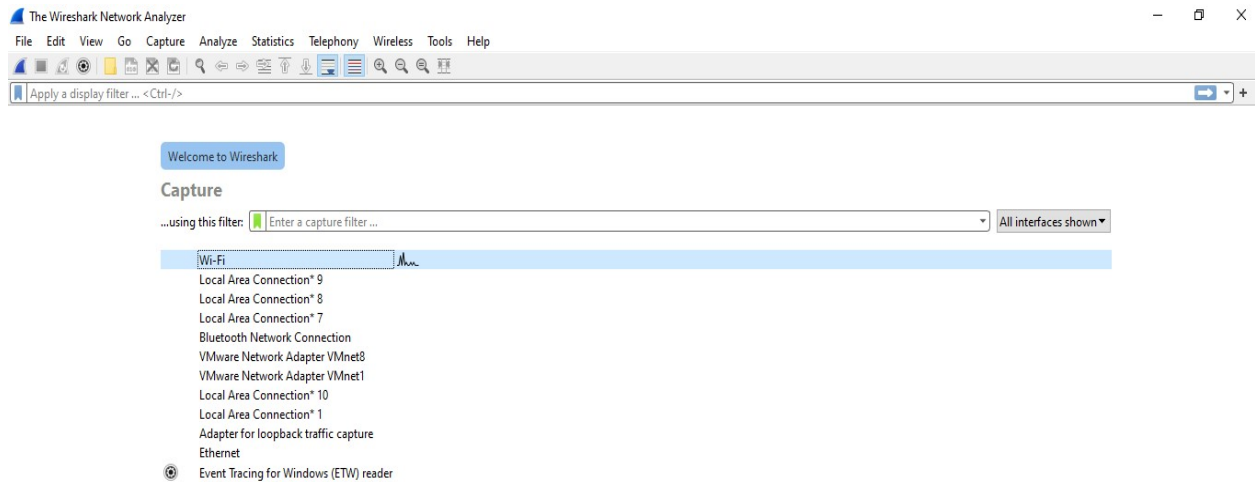 The Wireshark Network Analyzer
File Edit View Go Capture Analyze Statistics Telephony Wireless Tools Help
Apply a display filter ... <Ctrl-/>
+
Welcome to Wireshark
Capture
...using this filter: Enter a capture filter ... All interfaces shown
Wi-Fi
Local Area Connection* 9
Local Area Connection* 8
Local Area Connection* 7
Bluetooth Network Connection
VMware Network Adapter VMnet8
VMware Network Adapter VMnet1
Local Area Connection* 10
Local Area Connection* 1
Adapter for loopback traffic capture
Ethernet
Event Tracing for Windows (ETW) reader